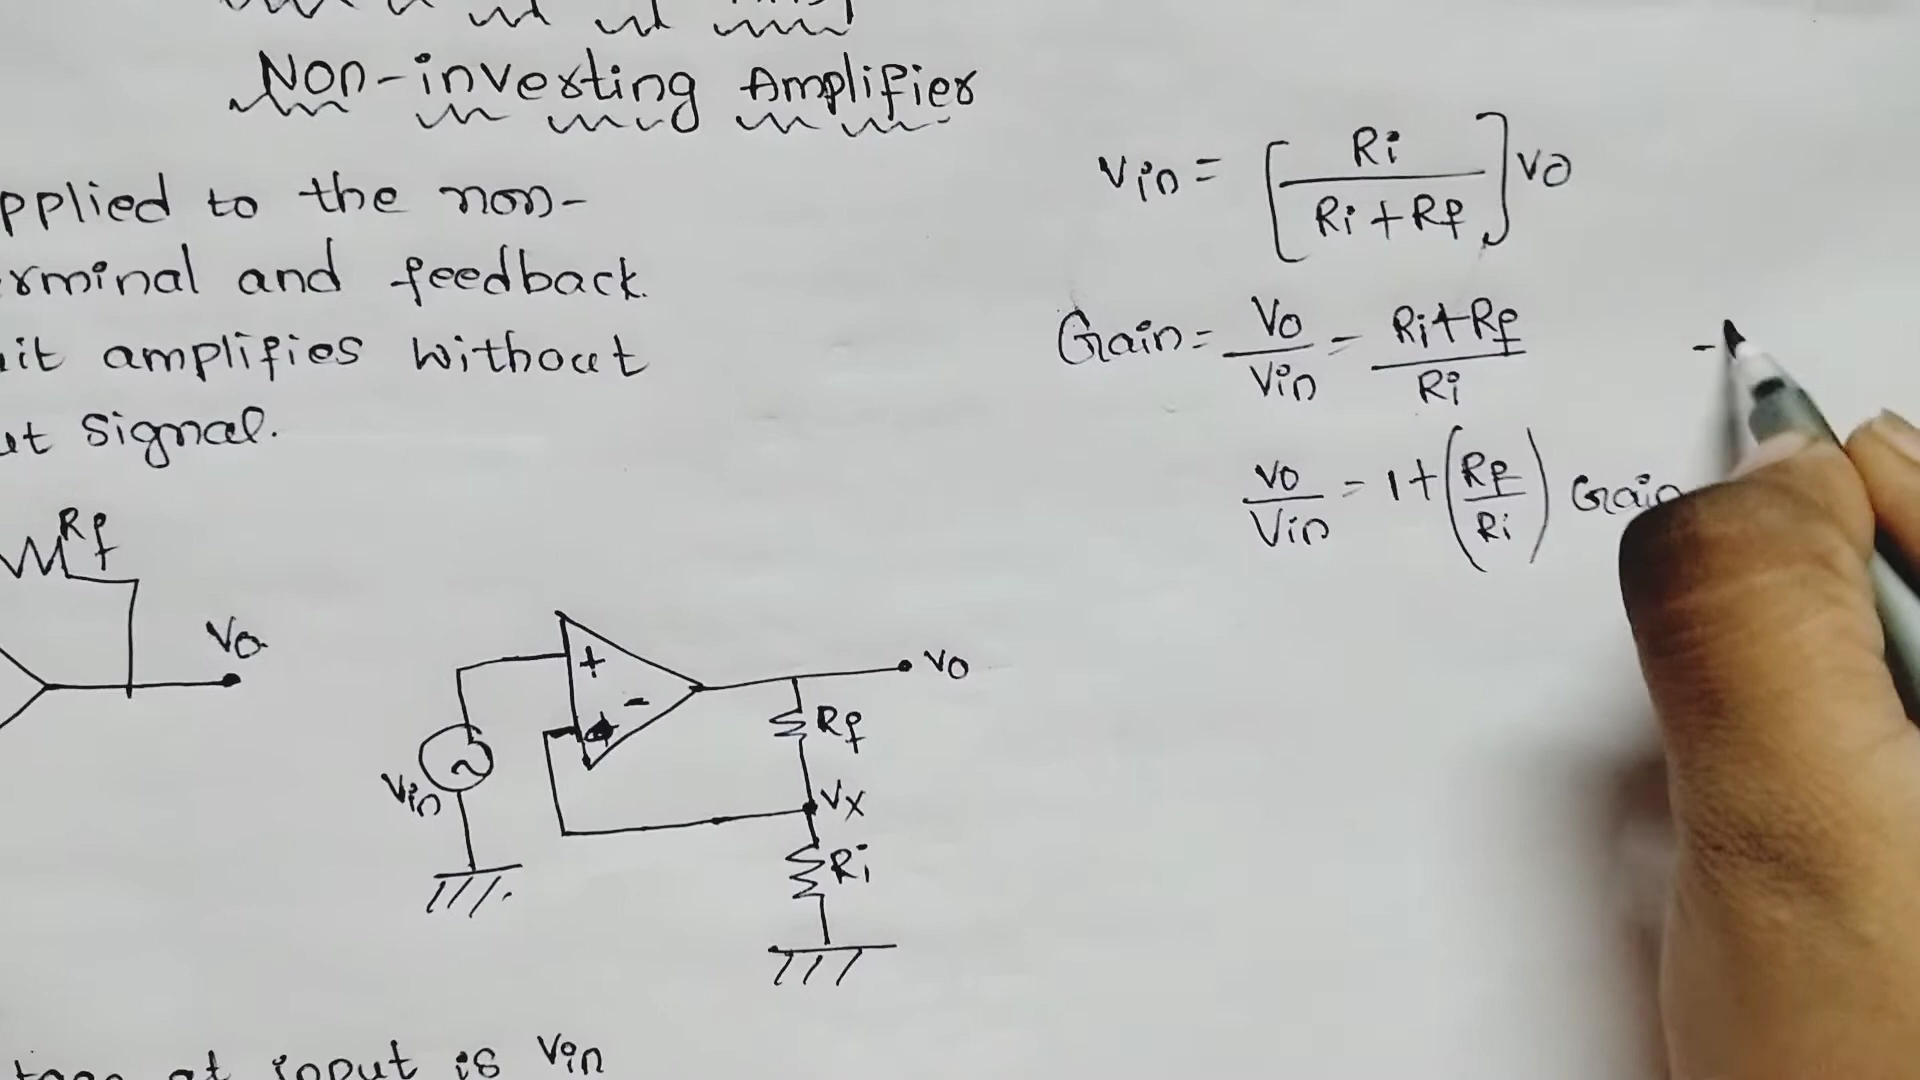 Non-inverting Amplifier
pplied to the non-
rminal and feedback.
it amplifies without
ut signal.
Rf
Vo
+
-
Vin
Vo
Rf
Vx
Ri
at input is Vin
Vin = [Ri / Ri + Rf] Vo
Gain = Vo / Vin = Ri + Rf / Ri
Vo / Vin = 1 + (Rf / Ri) Gain